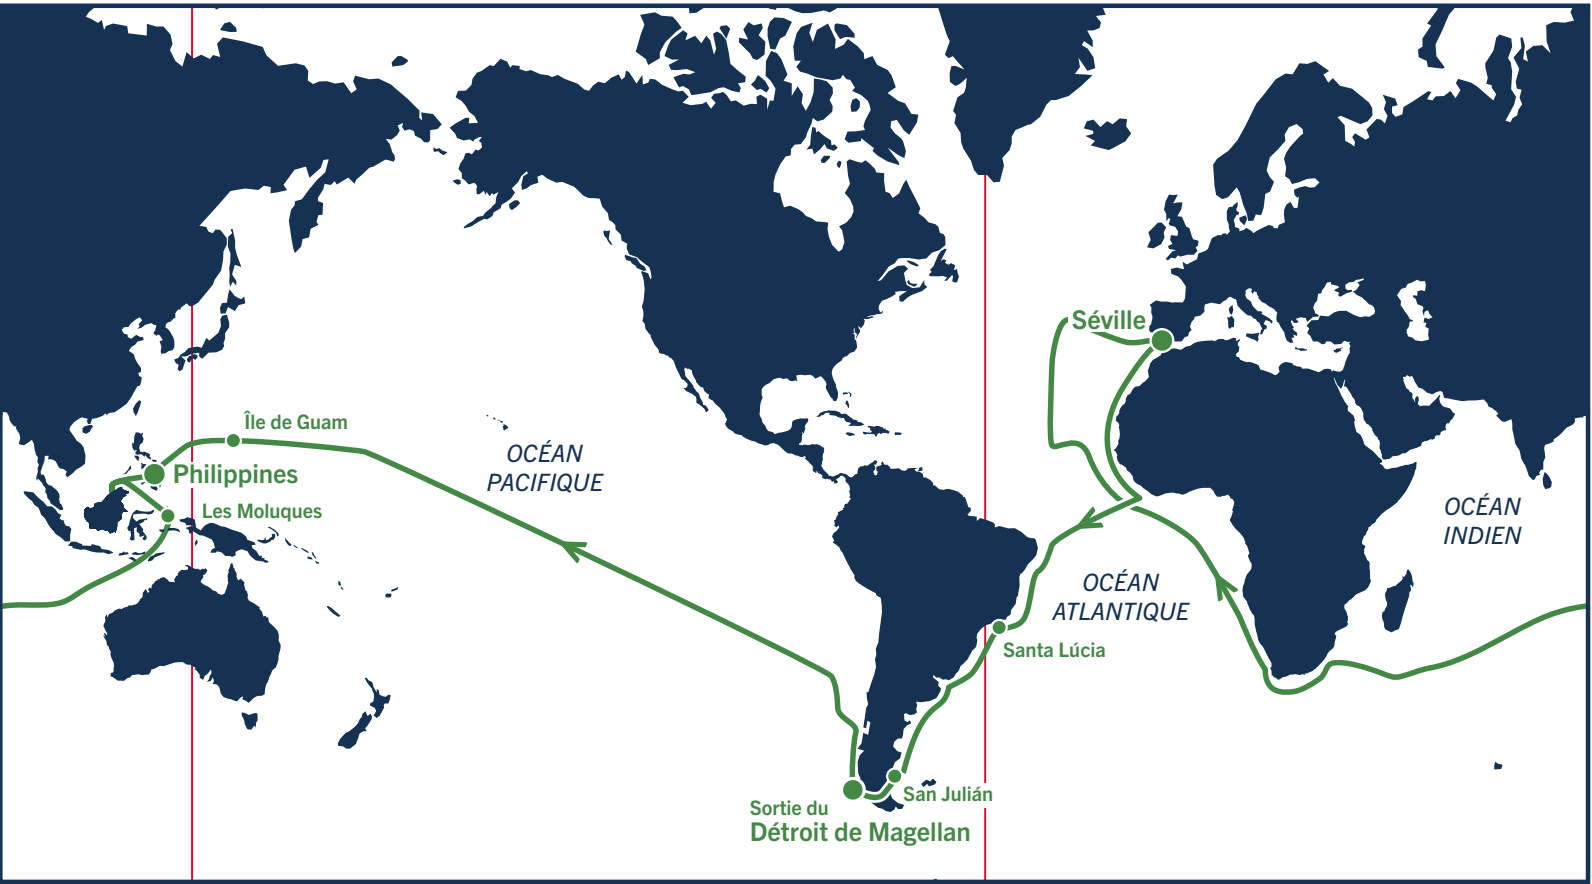 Séville
Île de Guam
OCÉAN
PACIFIQUE
Philippines
Les Moluques
OCÉAN
INDIEN
OCÉAN
ATLANTIQUE
Santa Lúcia
San Julián
Sortie du
Détroit de Magellan